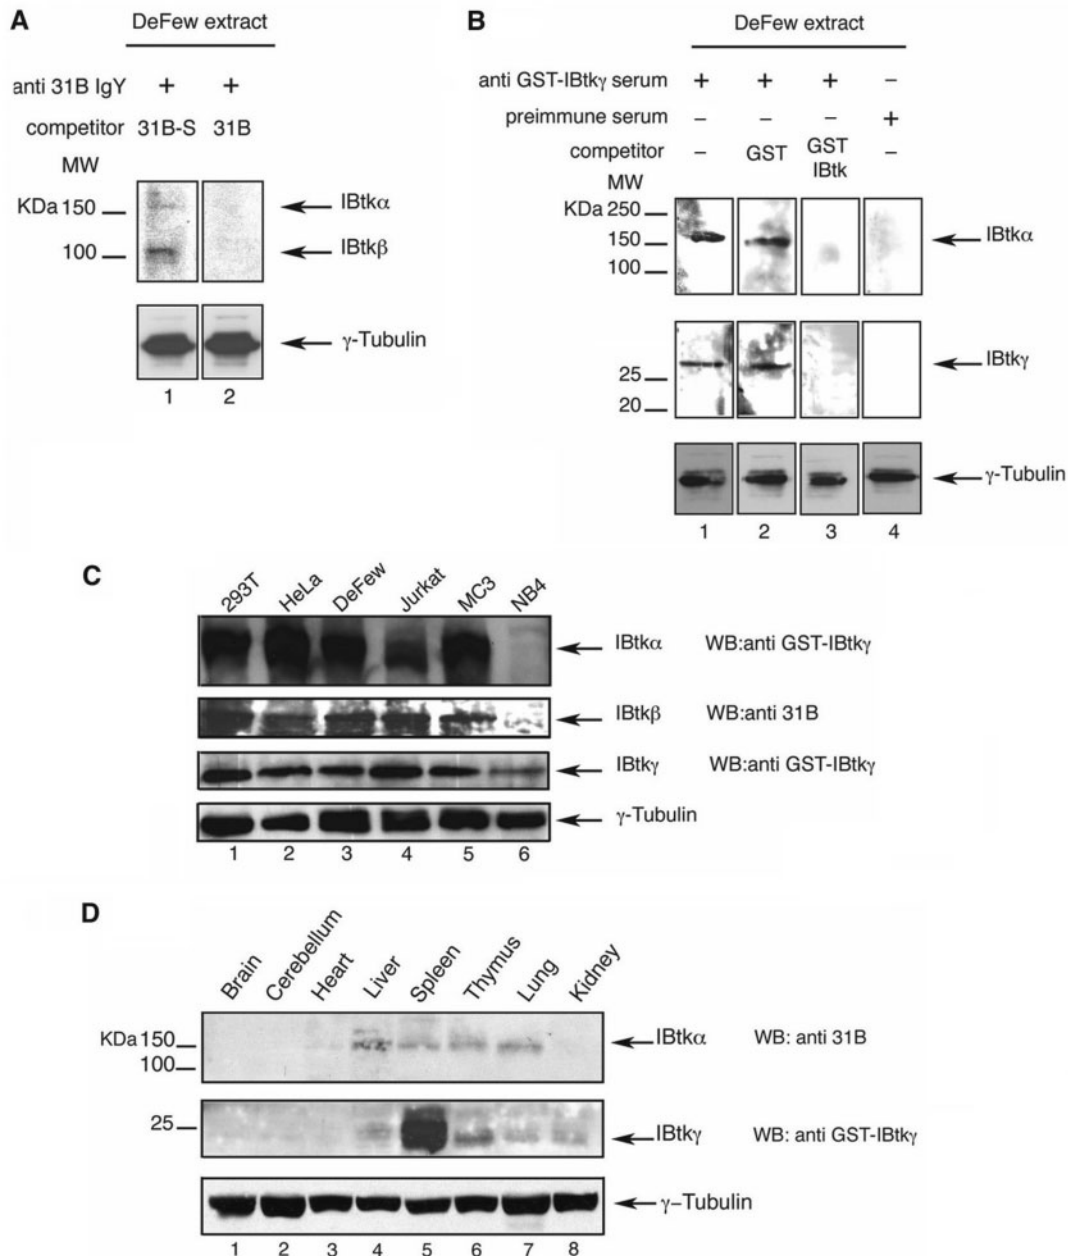 A
DeFew extract
anti 31B IgY + +
competitor 31B-S 31B
MW
KDa 150
IBtkα
100
IBtkβ
γ-Tubulin
1 2
B
DeFew extract
anti GST-IBtkγ serum + + + –
preimmune serum – – – +
competitor – GST GST IBtk –
MW
KDa 250
150
IBtkα
100
IBtkγ
25
20
γ-Tubulin
1 2 3 4
C
293T HeLa DeFew Jurkat MC3 NB4
IBtkα WB:anti GST-IBtkγ
IBtkβ WB:anti 31B
IBtkγ WB:anti GST-IBtkγ
γ-Tubulin
1 2 3 4 5 6
D
Brain Cerebellum Heart Liver Spleen Thymus Lung Kidney
KDa 150
IBtkα WB: anti 31B
100
25
IBtkγ WB: anti GST-IBtkγ
γ–Tubulin
1 2 3 4 5 6 7 8